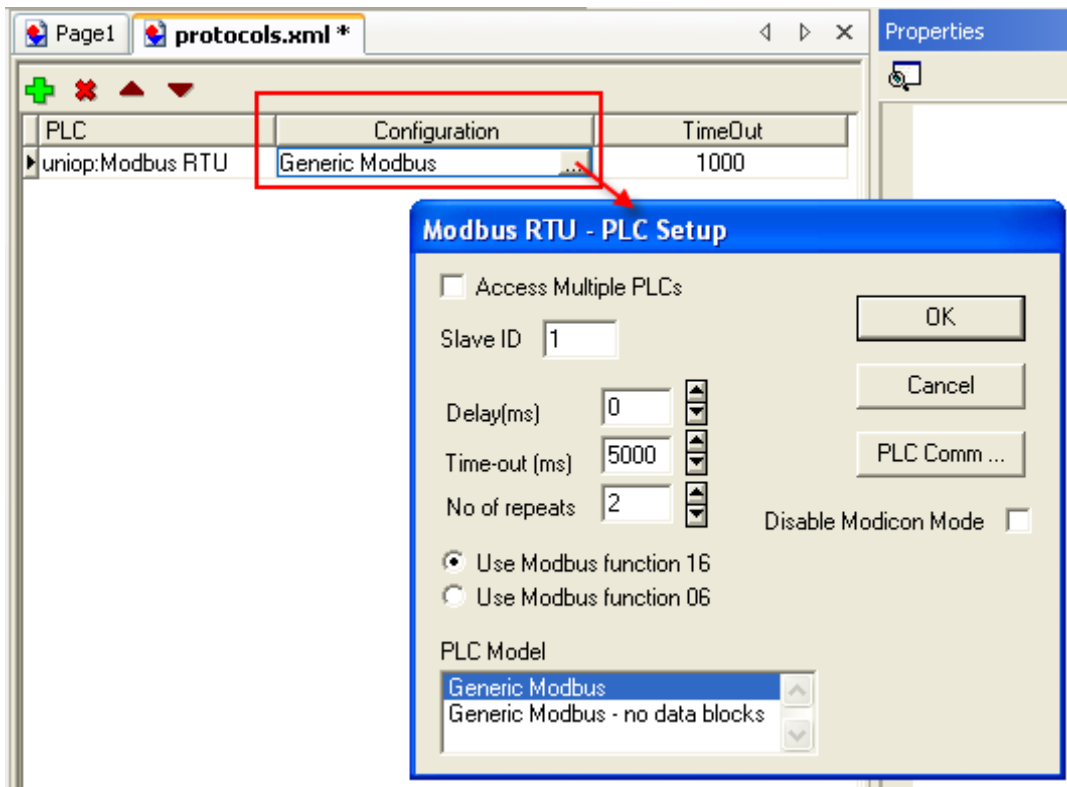 Page1
protocols.xml *
Properties
PLC
Configuration
TimeOut
uniop:Modbus RTU
Generic Modbus
...
1000
Modbus RTU - PLC Setup
Access Multiple PLCs
Slave ID
1
OK
Cancel
PLC Comm ...
Delay(ms)
0
Time-out (ms)
5000
No of repeats
2
Disable Modicon Mode
Use Modbus function 16
Use Modbus function 06
PLC Model
Generic Modbus
Generic Modbus - no data blocks